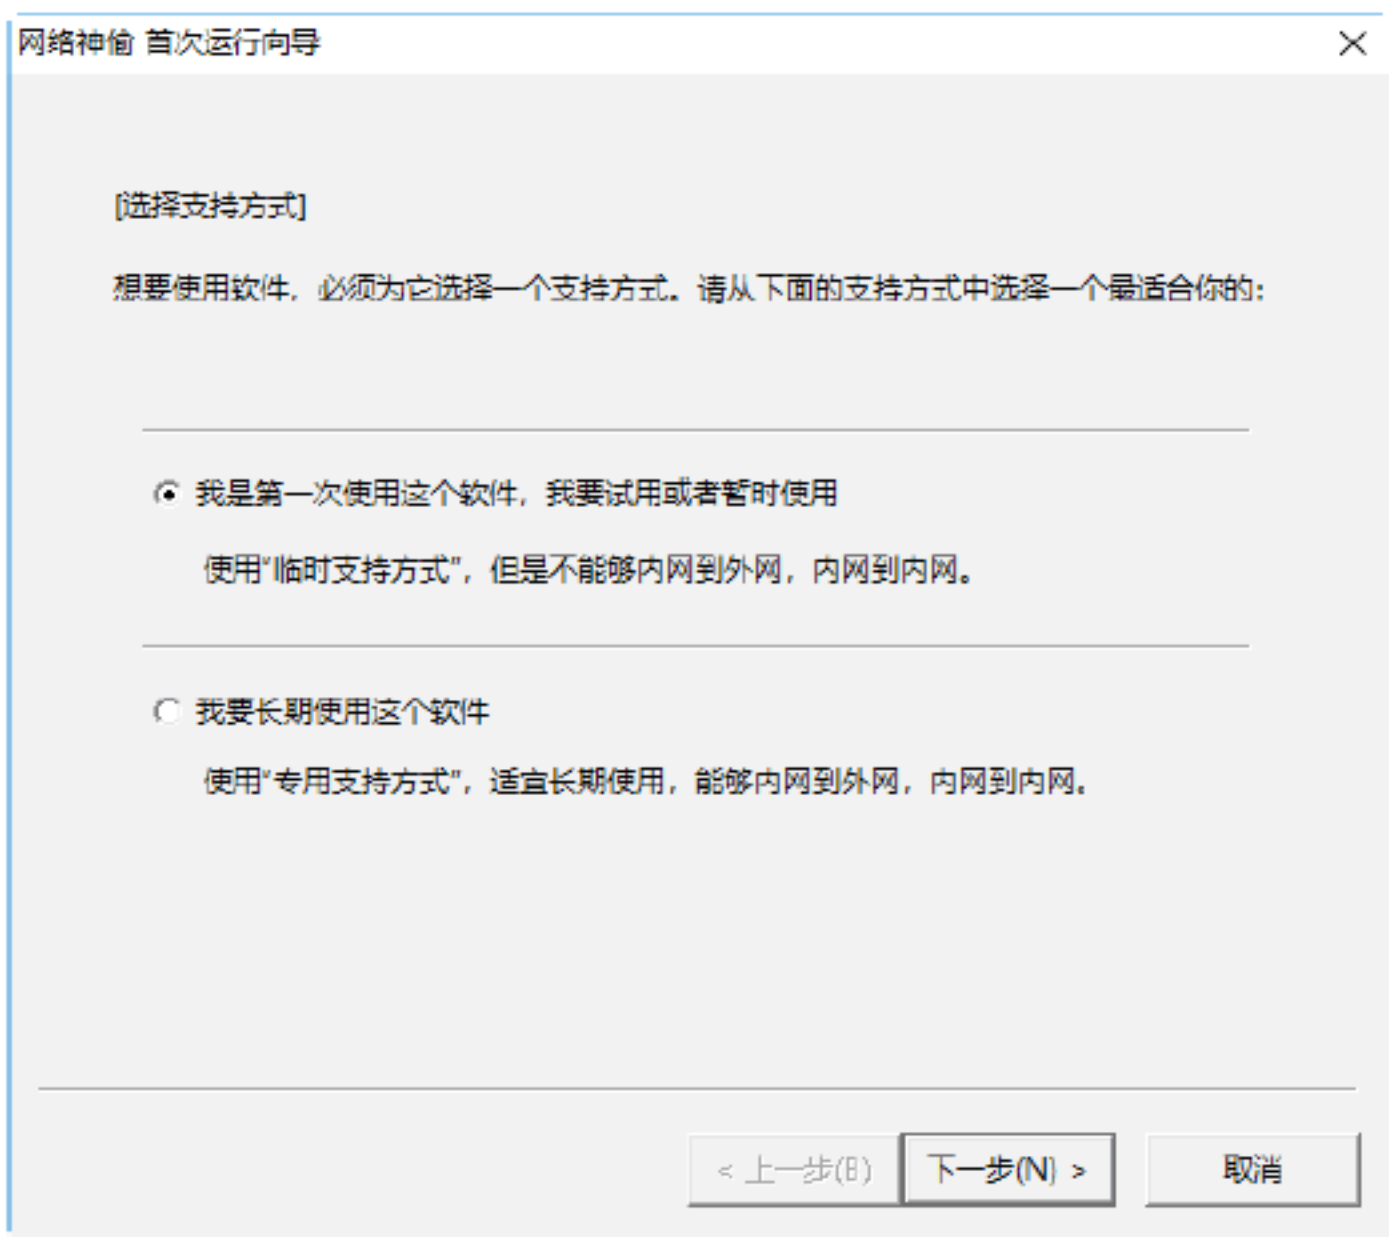 网络神偷 首次运行向导
[选择支持方式]
想要使用软件，必须为它选择一个支持方式。请从下面的支持方式中选择一个最适合你的：
我是第一次使用这个软件，我要试用或者暂时使用
使用"临时支持方式"，但是不能够内网到外网，内网到内网。
我要长期使用这个软件
使用"专用支持方式"，适宜长期使用，能够内网到外网，内网到内网。
< 上一步(B) 下一步(N) > 取消